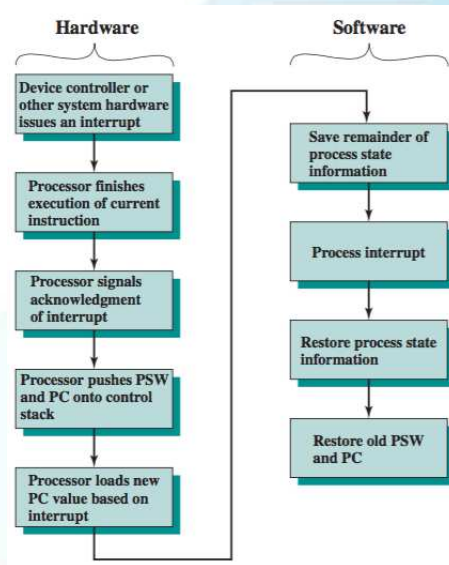 Hardware
Device controller or
other system hardware
issues an interrupt
Processor finishes
execution of current
instruction
Processor signals
acknowledgment
of interrupt
Processor pushes PSW
and PC onto control
stack
Processor loads new
PC value based on
interrupt
Software
Save remainder of
process state
information
Process interrupt
Restore process state
information
Restore old PSW
and PC